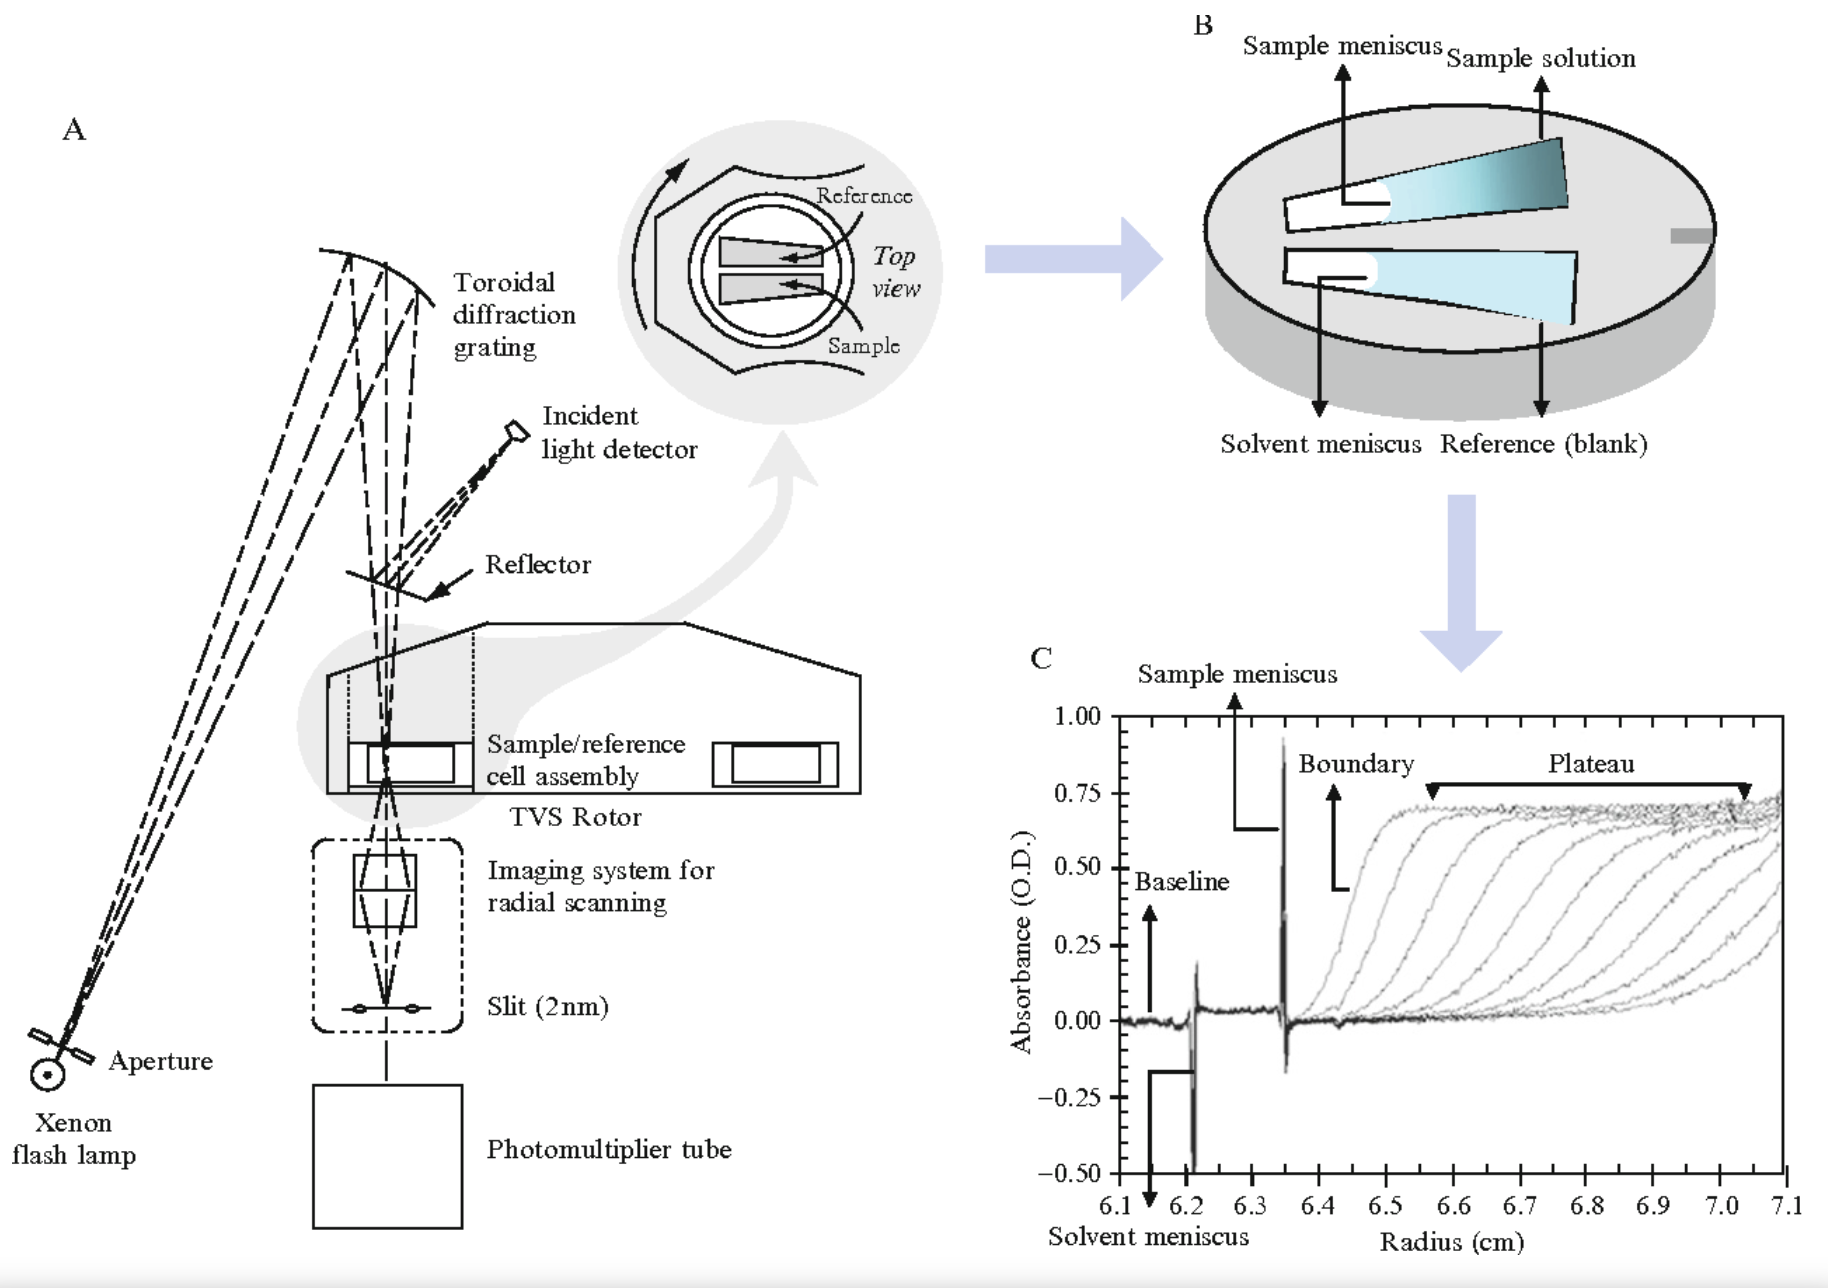 A
Toroidal
diffraction
grating
Incident
light detector
Reflector
Reference
Top
view
Sample
Sample/reference
cell assembly
TVS Rotor
Imaging system for
radial scanning
Slit (2nm)
Aperture
Xenon
flash lamp
Photomultiplier tube
B
Sample meniscus
Sample solution
Solvent meniscus
Reference (blank)
C
Sample meniscus
Boundary
Plateau
Baseline
Solvent meniscus
Absorbance (O.D.)
1.00
0.75
0.50
0.25
0.00
−0.25
−0.50
6.1 6.2 6.3 6.4 6.5 6.6 6.7 6.8 6.9 7.0 7.1
Radius (cm)